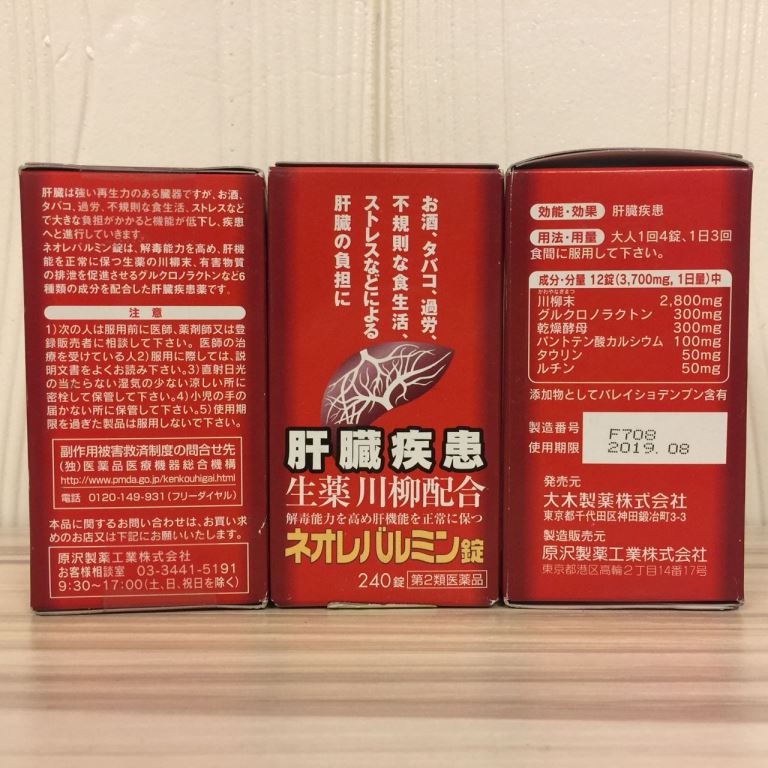 肝臓は強い再生力のある臓器ですが、お酒、
タバコ、過労、不規則な食生活、ストレスなど
で大きな負担がかかると機能が低下し、疾患
へと進行していきます。
ネオレバルミン錠は、解毒能力を高め、肝機
能を正常に保つ生薬の川柳末、有害物質
の排泄を促進させるグルクロノラクトンなど6
種類の成分を配合した肝臓疾患薬です。
注 意
1)次の人は服用前に医師、薬剤師又は登
録販売者に相談して下さい。医師の治
療を受けている人2)服用に際しては、説
明文書をよくお読み下さい。3)直射日光
の当たらない湿気の少ない涼しい所に
密栓して保管して下さい。4)小児の手の
届かない所に保管して下さい。5)使用期
限を過ぎた製品は服用しないで下さい。
副作用被害救済制度の問合せ先
(独)医薬品医療機器総合機構
http://www.pmda.go.jp/kenkouhigai.html
電話 0120-149-931(フリーダイヤル)
本品に関するお問い合わせは、お買い求
めのお店又は下記にお願いいたします。
原沢製薬工業株式会社
お客様相談室 03-3441-5191
9:30~17:00(土、日、祝日を除く)
お酒、タバコ、過労、
不規則な食生活、
ストレスなどによる
肝臓の負担に
肝臓疾患
生薬 川柳配合
解毒能力を高め肝機能を正常に保つ
ネオレバルミン錠
240錠 第2類医薬品
効能・効果 肝臓疾患
用法・用量 大人1回4錠、1日3回
食間に服用して下さい。
成分・分量 12錠(3,700mg,1日量)中
かわやなぎまつ
川柳末 2,800mg
グルクロノラクトン 300mg
乾燥酵母 300mg
パントテン酸カルシウム 100mg
タウリン 50mg
ルチン 50mg
添加物としてバレイショデンプン含有
製造番号 F708
使用期限 2019.08
発売元
大木製薬株式会社
東京都千代田区神田鍛冶町3-3
製造販売元
原沢製薬工業株式会社
東京都港区高輪2丁目14番17号